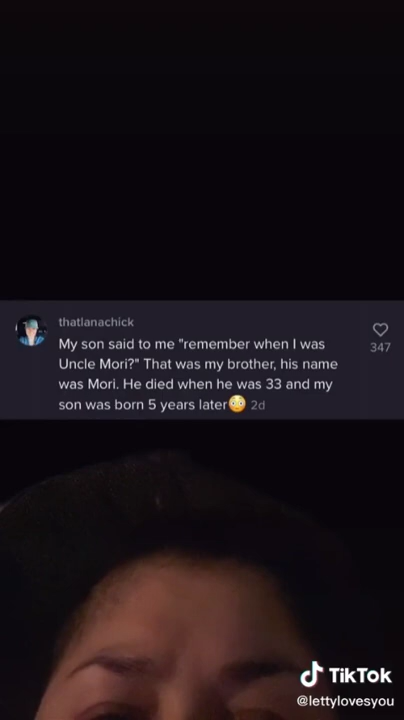 thatlanachick
My son said to me "remember when I was
Uncle Mori?" That was my brother, his name
was Mori. He died when he was 33 and my
son was born 5 years later😳 2d
347
TikTok
@lettylovesyou